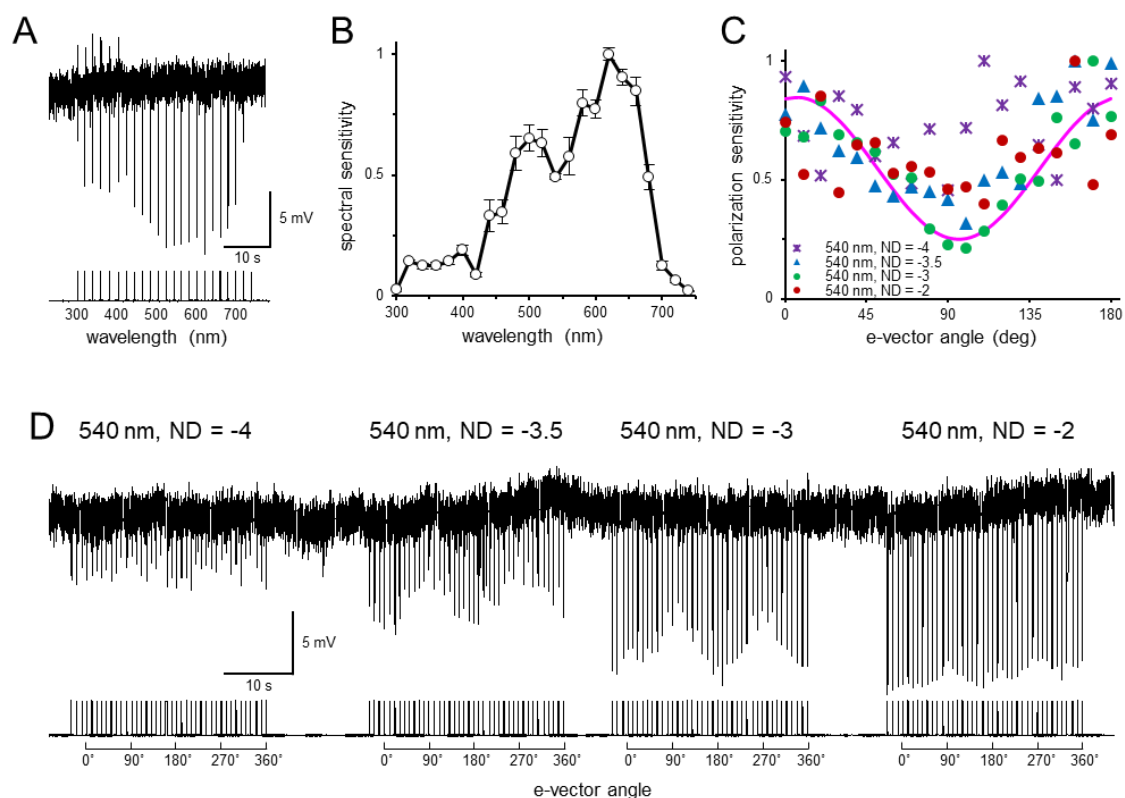 A
5 mV
10 s
300 400 500 600 700
wavelength (nm)
B
spectral sensitivity
1
0
300 400 500 600 700
wavelength (nm)
C
polarization sensitivity
1
0.5
0
540 nm, ND = -4
540 nm, ND = -3.5
540 nm, ND = -3
540 nm, ND = -2
0 45 90 135 180
e-vector angle (deg)
D
540 nm, ND = -4
540 nm, ND = -3.5
540 nm, ND = -3
540 nm, ND = -2
5 mV
10 s
0° 90° 180° 270° 360°
0° 90° 180° 270° 360°
0° 90° 180° 270° 360°
0° 90° 180° 270° 360°
e-vector angle